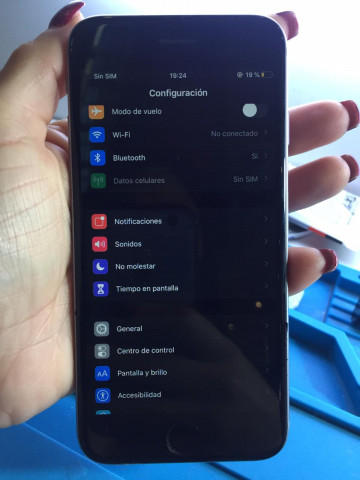 Sin SIM 19:24 19 %
Configuración
Modo de vuelo
Wi-Fi No conectado
Bluetooth Sí
Datos celulares Sin SIM
Notificaciones
Sonidos
No molestar
Tiempo en pantalla
General
Centro de control
AA Pantalla y brillo
Accesibilidad